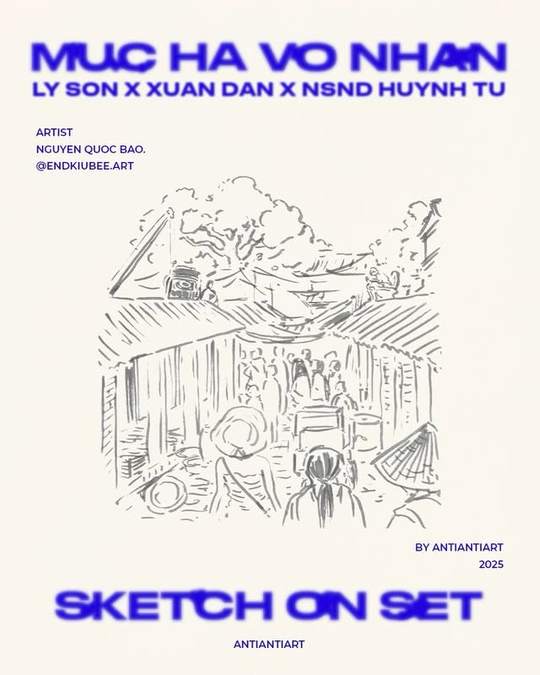 MUC HA VO NHAN
LY SON X XUAN DAN X NSND HUYNH TU
ARTIST
NGUYEN QUOC BAO.
@ENDKIUBEE.ART
BY ANTIANTIART
2025
SKETCH ON SET
ANTIANTIART